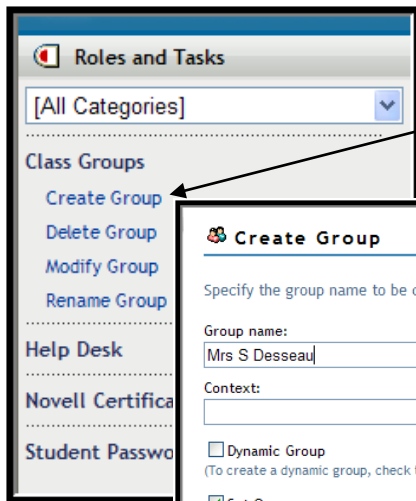 Roles and Tasks
[All Categories]
Class Groups
Create Group
Delete Group
Modify Group
Rename Group
Help Desk
Novell Certifica
Student Passwo
Create Group
Specify the group name to be c
Group name:
Mrs S Desseau
Context:
Dynamic Group
(To create a dynamic group, check t